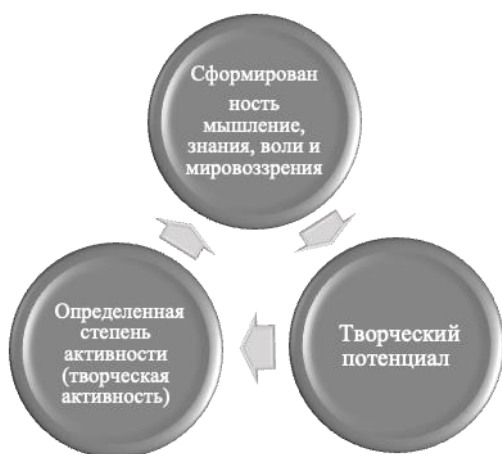 Сформирован
ность
мышление,
знания, воли и
мировоззрения
Определенная
степень
активности
(творческая
активность)
Творческий
потенциал